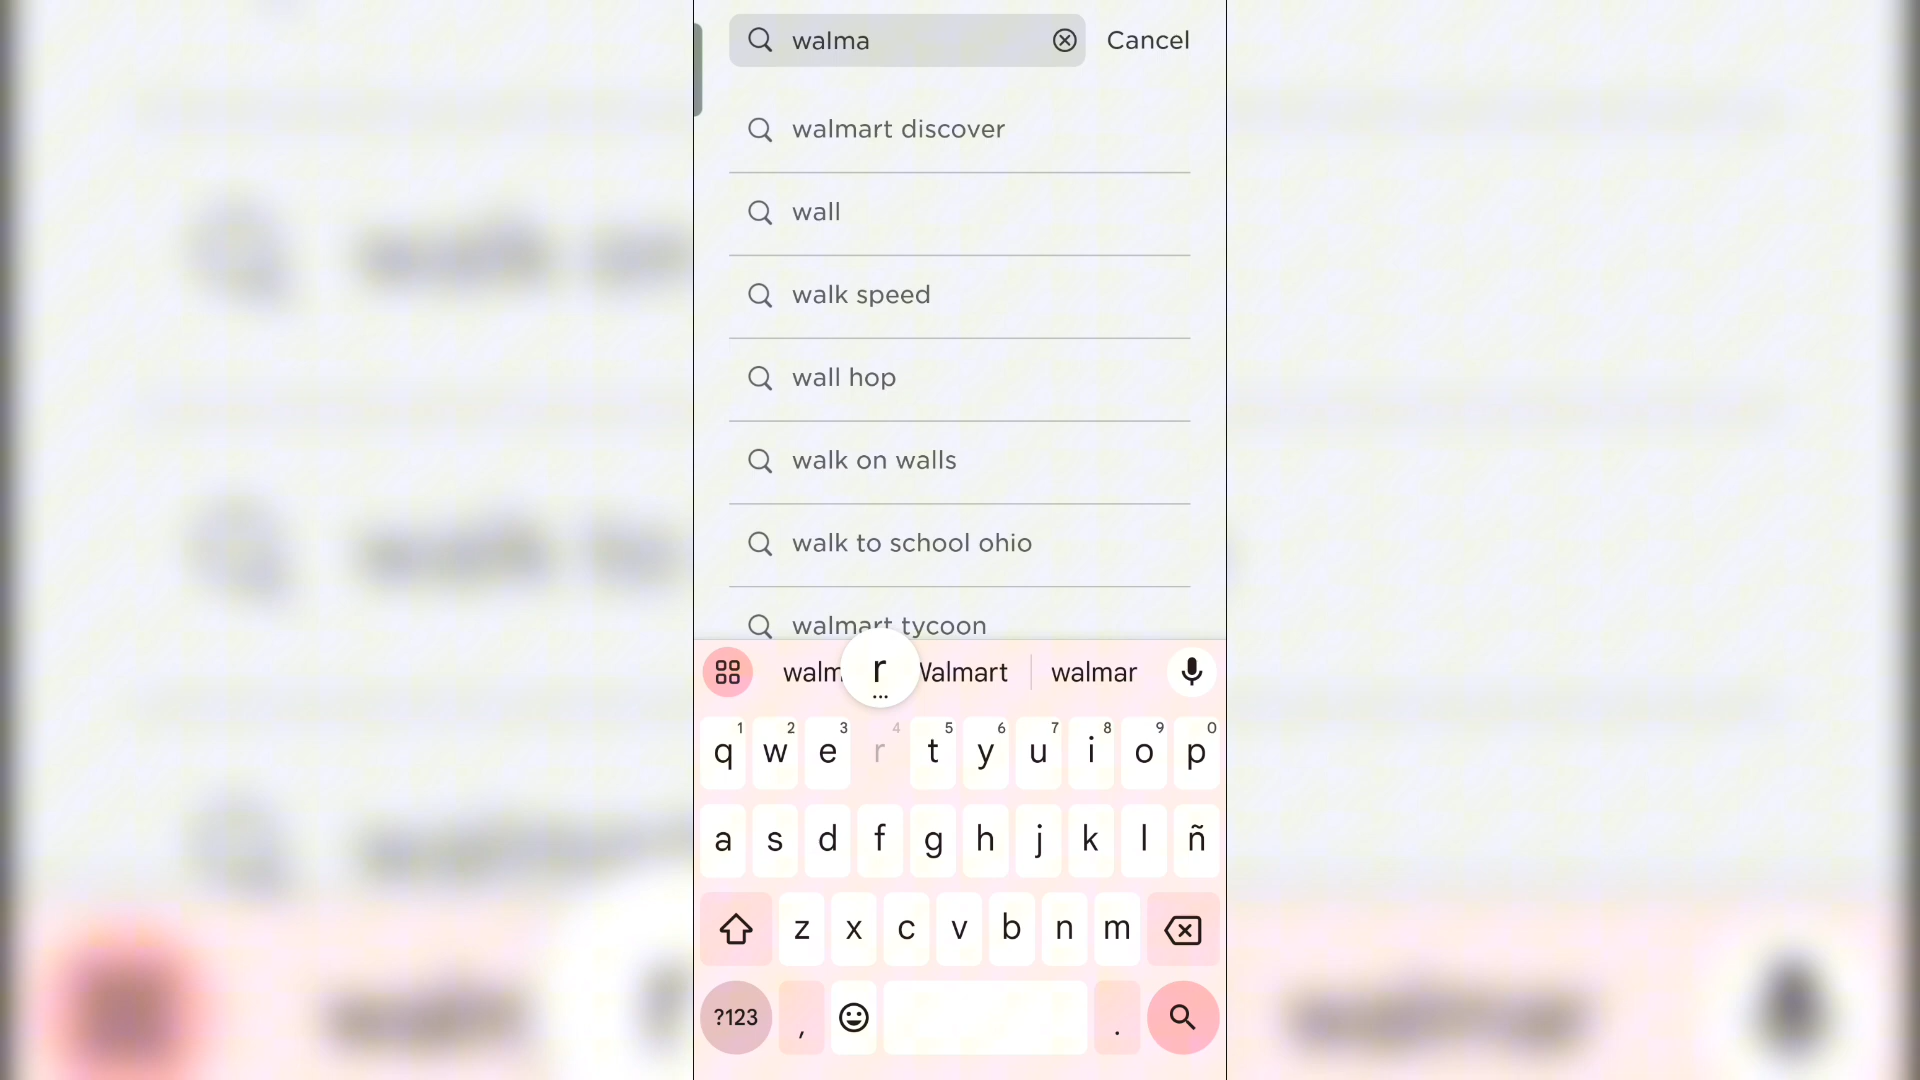 walma Cancel
walmart discover
wall
walk speed
wall hop
walk on walls
walk to school ohio
walmart tycoon
r
Walmart walmar
1 2 3 4 5 6 7 8 9 0
q w e r t y u i o p
a s d f g h j k l ñ
z x c v b n m
?123 , .